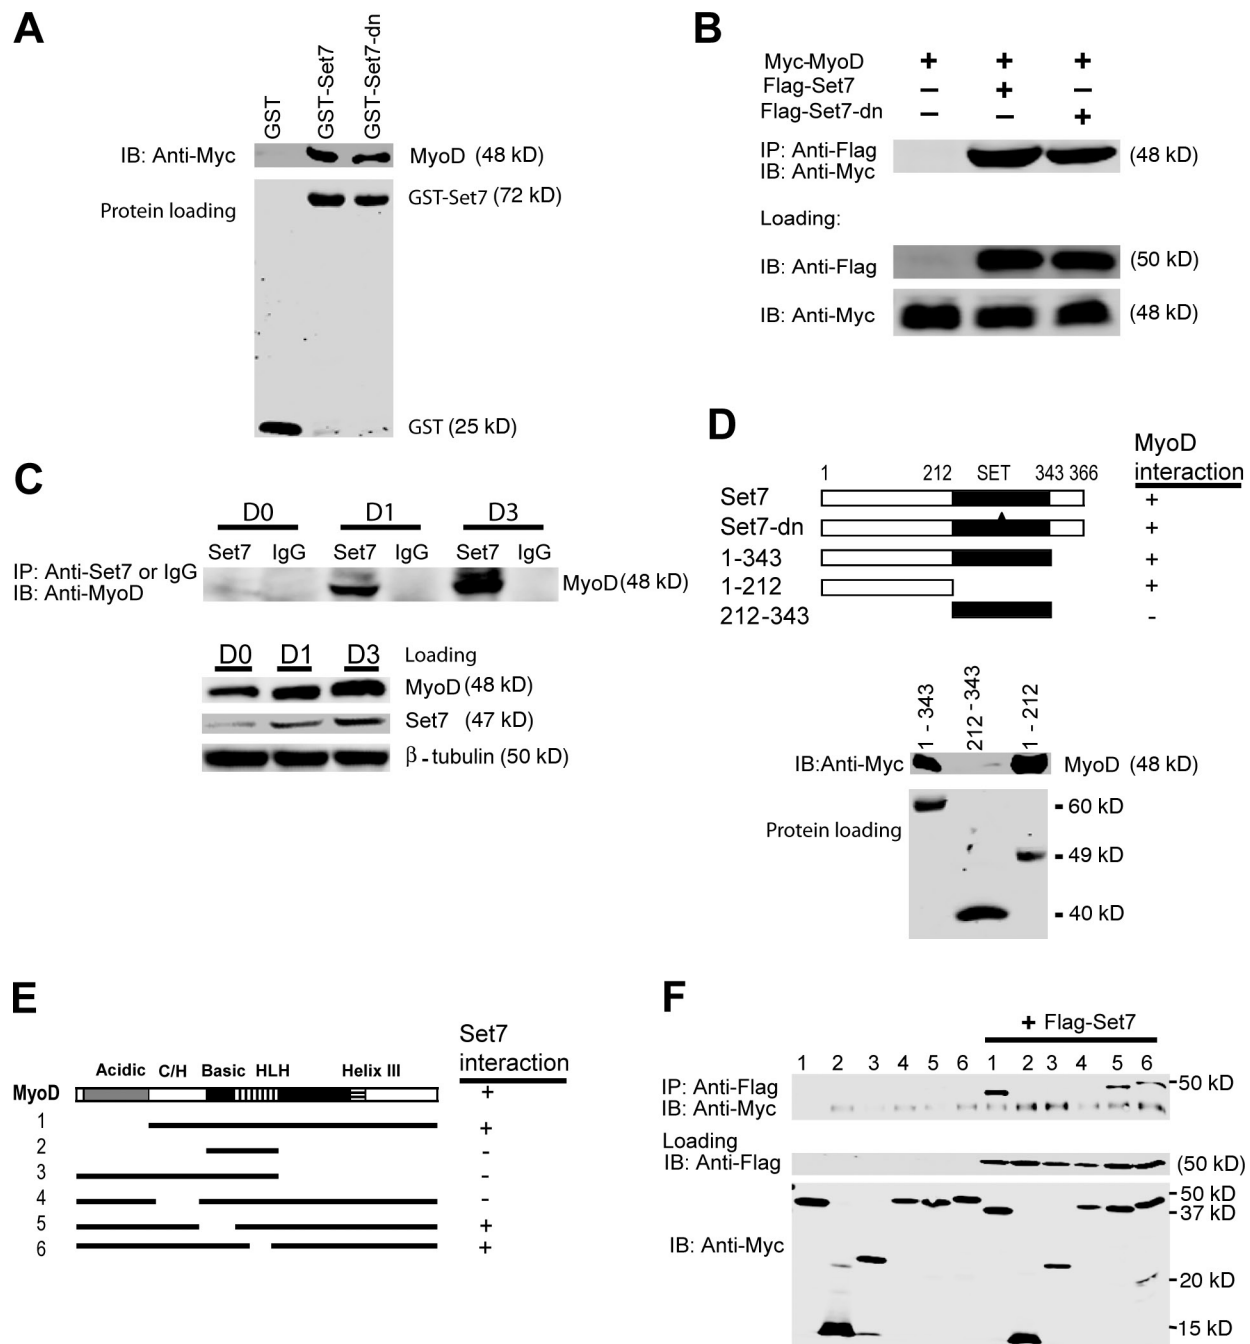 A
GST
GST-Set7
GST-Set7-dn
IB: Anti-Myc
MyoD (48 kD)
Protein loading
GST-Set7 (72 kD)
GST (25 kD)
B
Myc-MyoD + + +
Flag-Set7 – + –
Flag-Set7-dn – – +
IP: Anti-Flag
IB: Anti-Myc
(48 kD)
Loading:
IB: Anti-Flag
(50 kD)
IB: Anti-Myc
(48 kD)
C
D0 D1 D3
Set7 IgG Set7 IgG Set7 IgG
IP: Anti-Set7 or IgG
IB: Anti-MyoD
MyoD (48 kD)
D0 D1 D3 Loading
MyoD (48 kD)
Set7 (47 kD)
β-tubulin (50 kD)
D
MyoD
interaction
1 212 SET 343 366
Set7 +
Set7-dn +
1-343 +
1-212 +
212-343 -
1 - 343
212 - 343
1 - 212
IB:Anti-Myc
MyoD (48 kD)
Protein loading
- 60 kD
- 49 kD
- 40 kD
E
Set7
interaction
Acidic C/H Basic HLH Helix III
MyoD +
1 +
2 -
3 -
4 -
5 +
6 +
F
+ Flag-Set7
1 2 3 4 5 6 1 2 3 4 5 6
IP: Anti-Flag
IB: Anti-Myc
-50 kD
Loading
IB: Anti-Flag
(50 kD)
IB: Anti-Myc
-50 kD
-37 kD
-20 kD
-15 kD